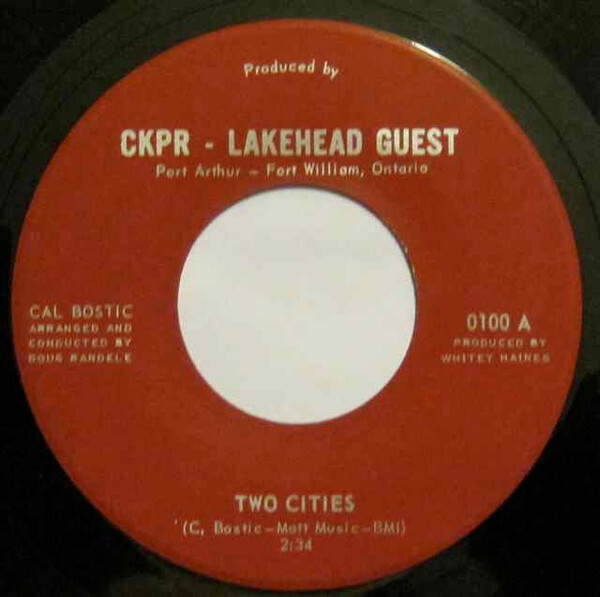 Produced by
CKPR - LAKEHEAD GUEST
Port Arthur - Fort William, Ontario
CAL BOSTIC
ARRANGED AND
CONDUCTED BY
DOUG RANDELE
0100 A
PRODUCED BY
WHITEY HAINES
TWO CITIES
(C, Bostic-Matt Music-BMI)
2:34